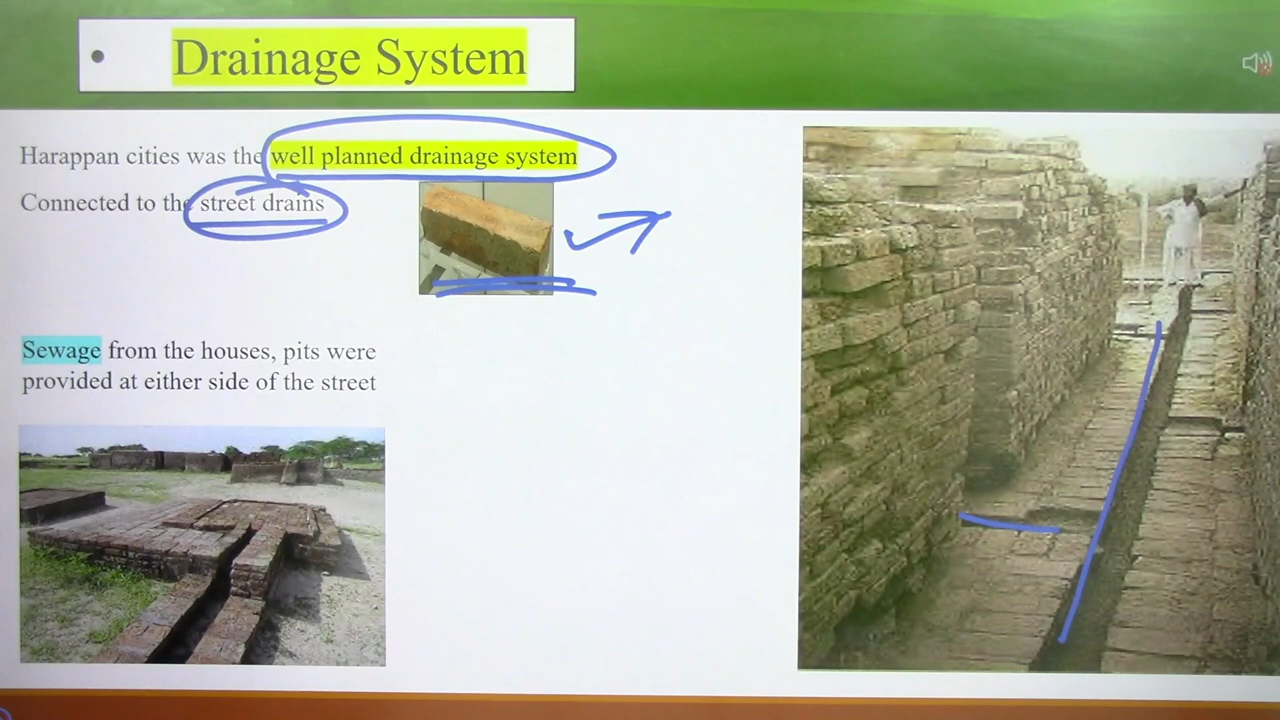 • Drainage System
Harappan cities was the well planned drainage system
Connected to the street drains
Sewage from the houses, pits were
provided at either side of the street